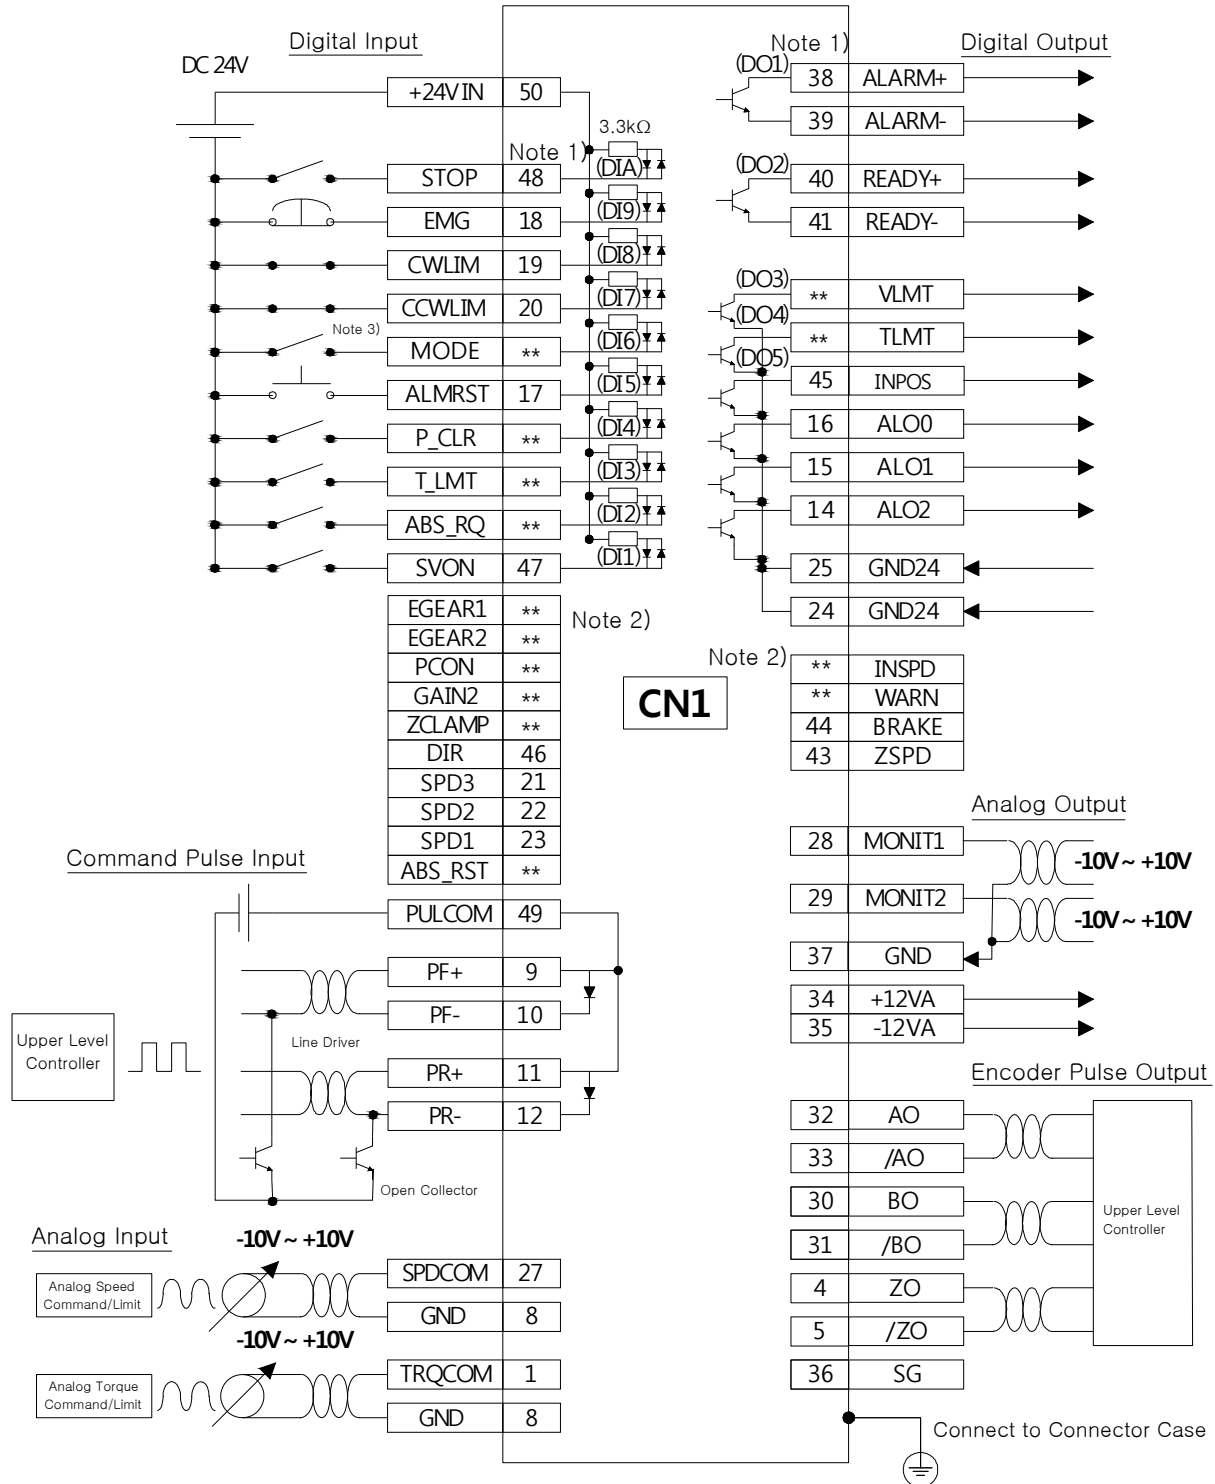 Digital Input
Note 1)
Digital Output
DC 24V
+24V IN 50
3.3kΩ
Note 1)
STOP 48 (DIA)
EMG 18 (DI9)
CWLIM 19 (DI8)
CCWLIM 20 (DI7)
Note 3)
MODE ** (DI6)
ALMRST 17 (DI5)
P_CLR ** (DI4)
T_LMT ** (DI3)
ABS_RQ ** (DI2)
SVON 47 (DI1)
EGEAR1 **
Note 2)
EGEAR2 **
PCON **
GAIN2 **
ZCLAMP **
DIR 46
SPD3 21
SPD2 22
SPD1 23
ABS_RST **
CN1
(DO1) 38 ALARM+
39 ALARM-
(DO2) 40 READY+
41 READY-
(DO3) ** VLMT
(DO4) ** TLMT
(DO5) 45 INPOS
16 ALO0
15 ALO1
14 ALO2
25 GND24
24 GND24
Note 2)
** INSPD
** WARN
44 BRAKE
43 ZSPD
Analog Output
28 MONIT1
-10V ~ +10V
29 MONIT2
-10V ~ +10V
37 GND
34 +12VA
35 -12VA
Command Pulse Input
PULCOM 49
PF+ 9
PF- 10
Upper Level
Controller
Line Driver
PR+ 11
PR- 12
Open Collector
Encoder Pulse Output
32 AO
33 /AO
30 BO
31 /BO
4 ZO
5 /ZO
36 SG
Upper Level
Controller
Analog Input
-10V ~ +10V
Analog Speed
Command/Limit
SPDCOM 27
GND 8
-10V ~ +10V
Analog Torque
Command/Limit
TRQCOM 1
GND 8
Connect to Connector Case